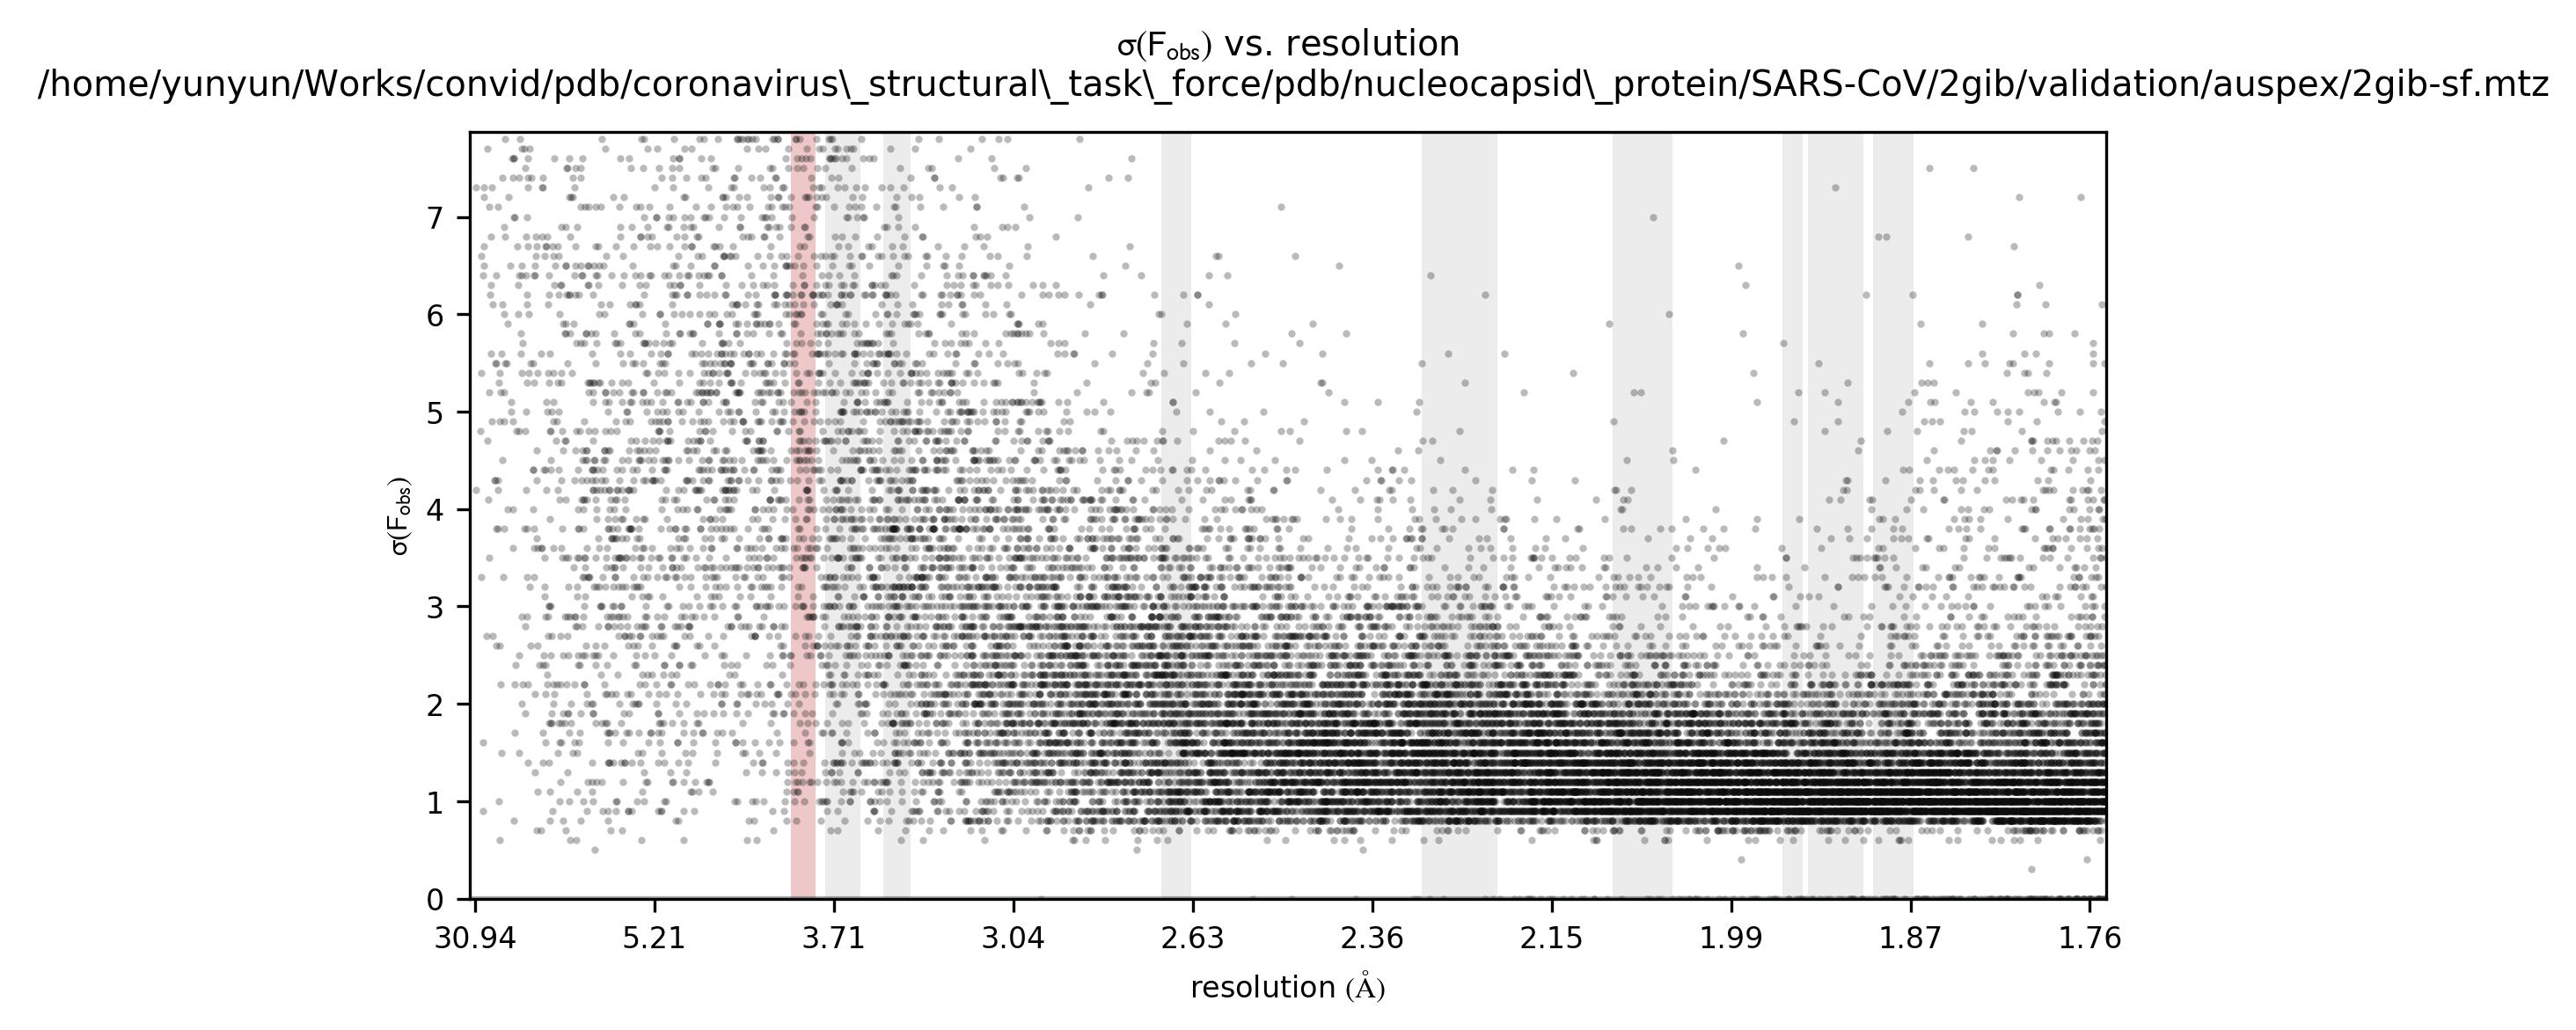 σ(Fobs) vs. resolution
/home/yunyun/Works/convid/pdb/coronavirus\_structural\_task\_force/pdb/nucleocapsid\_protein/SARS-CoV/2gib/validation/auspex/2gib-sf.mtz
σ(Fobs)
7
6
5
4
3
2
1
0
30.94 5.21 3.71 3.04 2.63 2.36 2.15 1.99 1.87 1.76
resolution (Å)